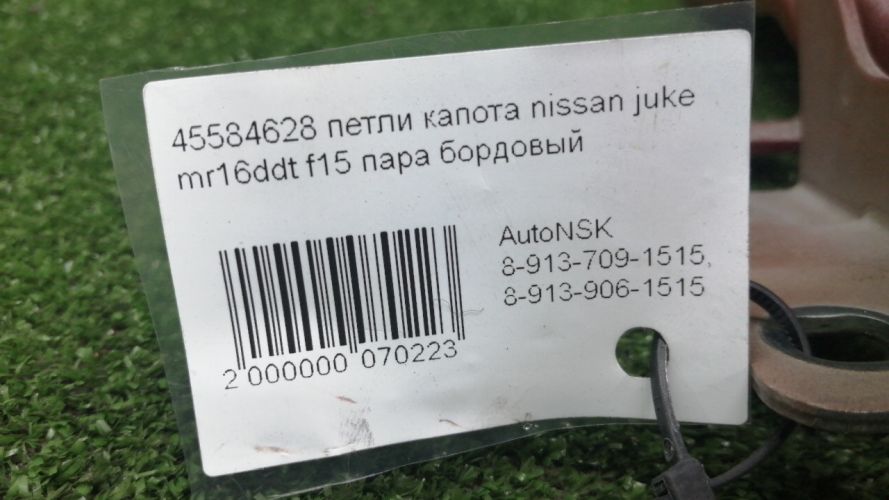 45584628 петли капота nissan juke
mr16ddt f15 пара бордовый
AutoNSK
8-913-709-1515,
8-913-906-1515
2 000000 070223